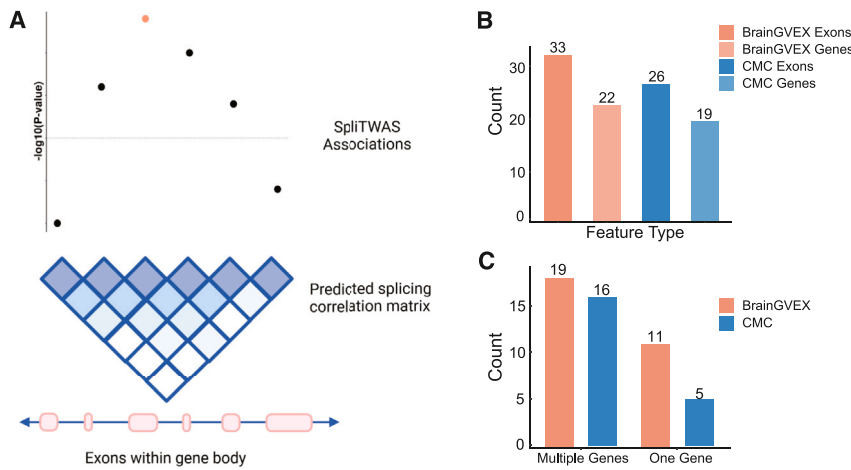 A
-log10(P-value)
SpliTWAS
Associations
Predicted splicing
correlation matrix
Exons within gene body
B
33
22
26
19
30
20
10
0
Count
Feature Type
BrainGVEX Exons
BrainGVEX Genes
CMC Exons
CMC Genes
C
19
16
11
5
15
10
5
0
Count
Multiple Genes
One Gene
BrainGVEX
CMC